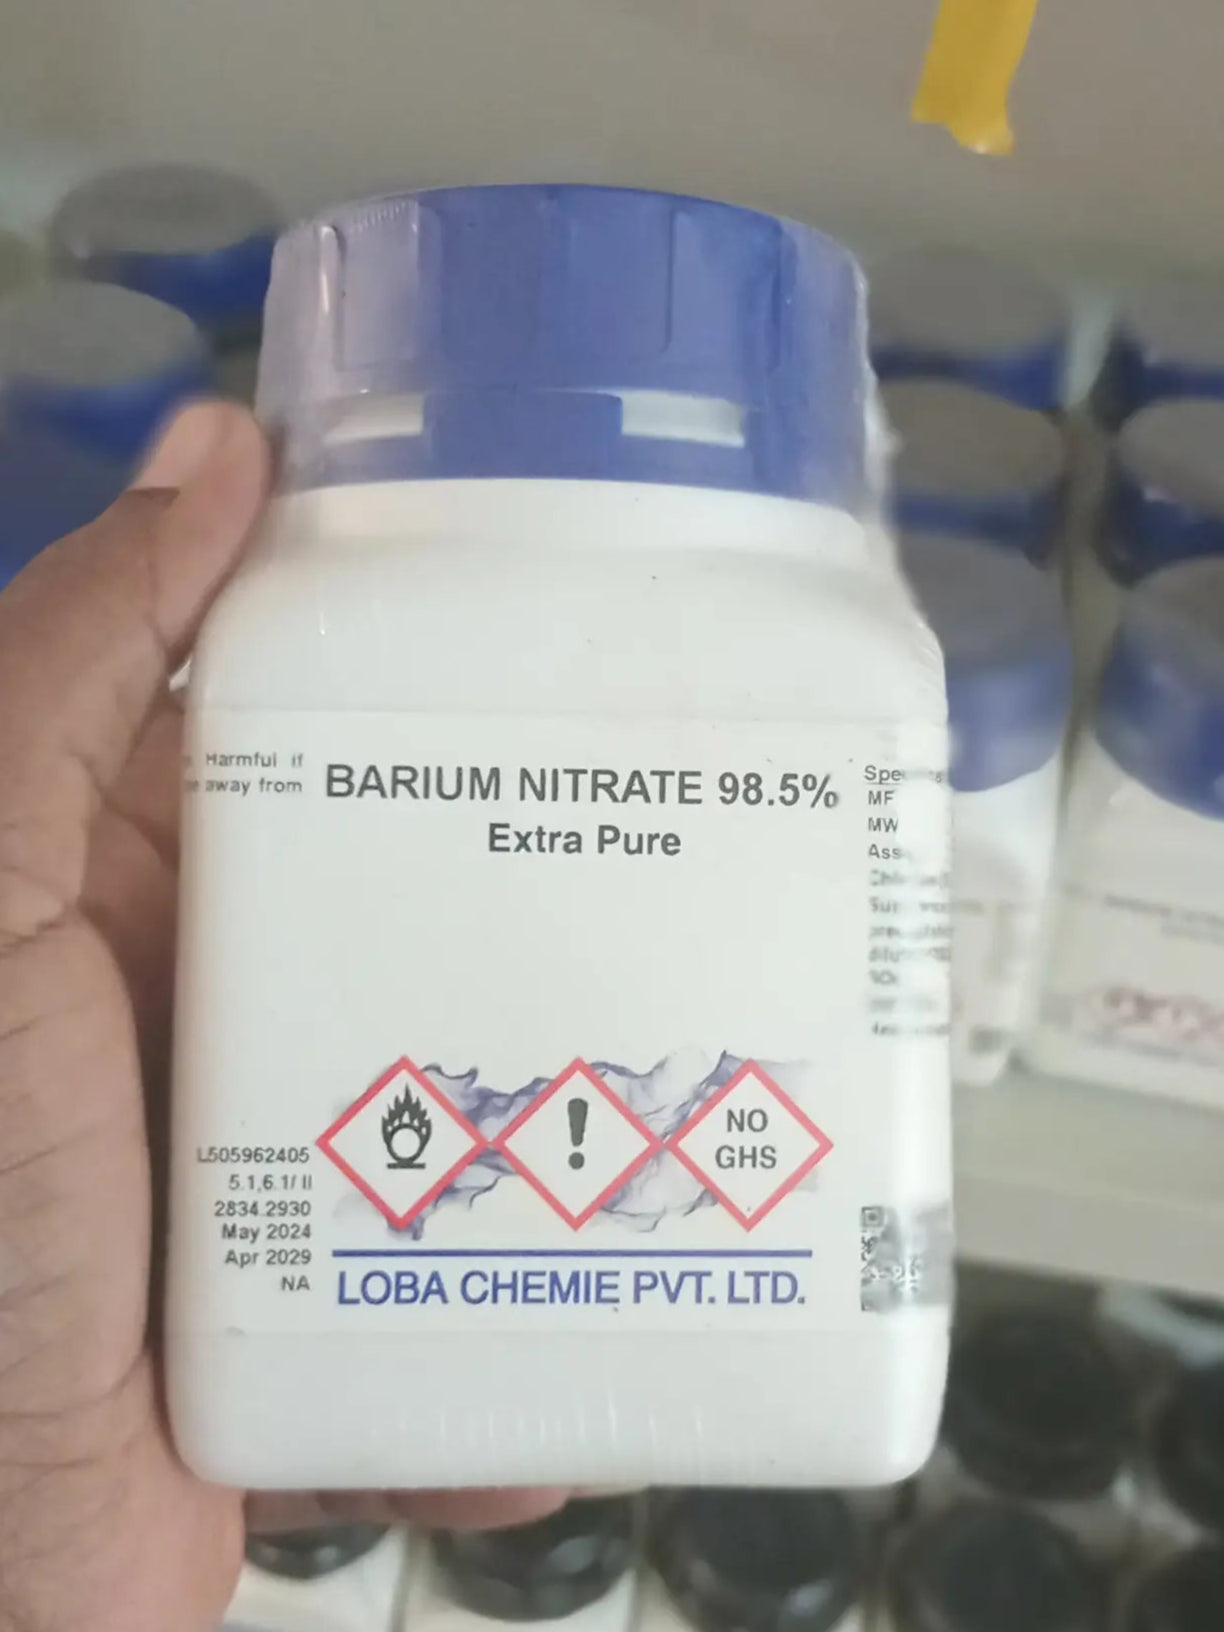 Harmful if
away from
BARIUM NITRATE 98.5%
Extra Pure
MF
MW
NO
GHS
L505962405
5.1,6.1/ II
2834.2930
May 2024
Apr 2029
NA
LOBA CHEMIE PVT. LTD.